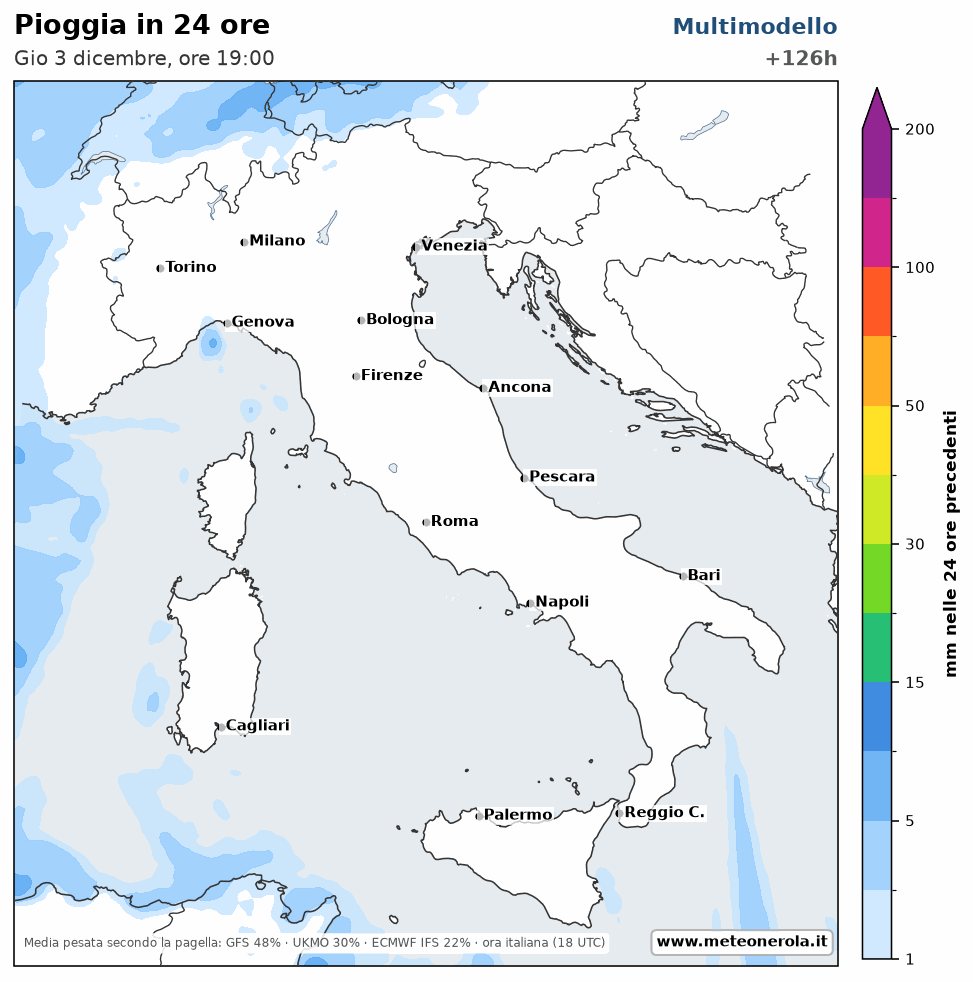 Pioggia in 24 ore
Multimodello
Gio 3 dicembre, ore 19:00
+126h
200
100
50
30
15
5
1
mm nelle 24 ore precedenti
Milano
Venezia
Torino
Genova
Bologna
Firenze
Ancona
Pescara
Roma
Bari
Napoli
Cagliari
Palermo
Reggio C.
Media pesata secondo la pagella: GFS 48% · UKMO 30% · ECMWF IFS 22% · ora italiana (18 UTC)
www.meteonerola.it